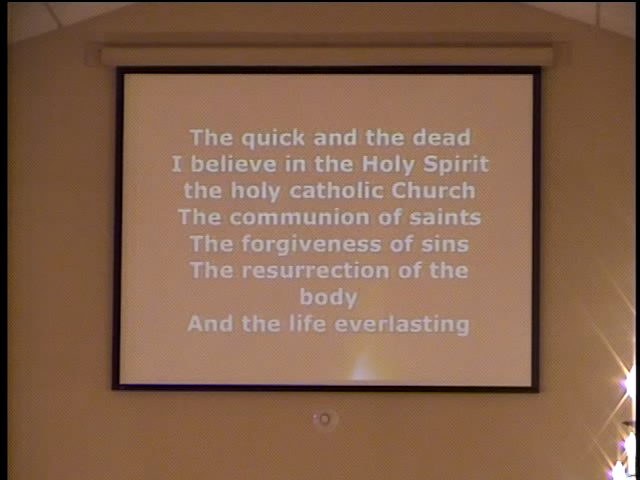 The quick and the dead
I believe in the Holy Spirit
the holy catholic Church
The communion of saints
The forgiveness of sins
The resurrection of the
body
And the life everlasting